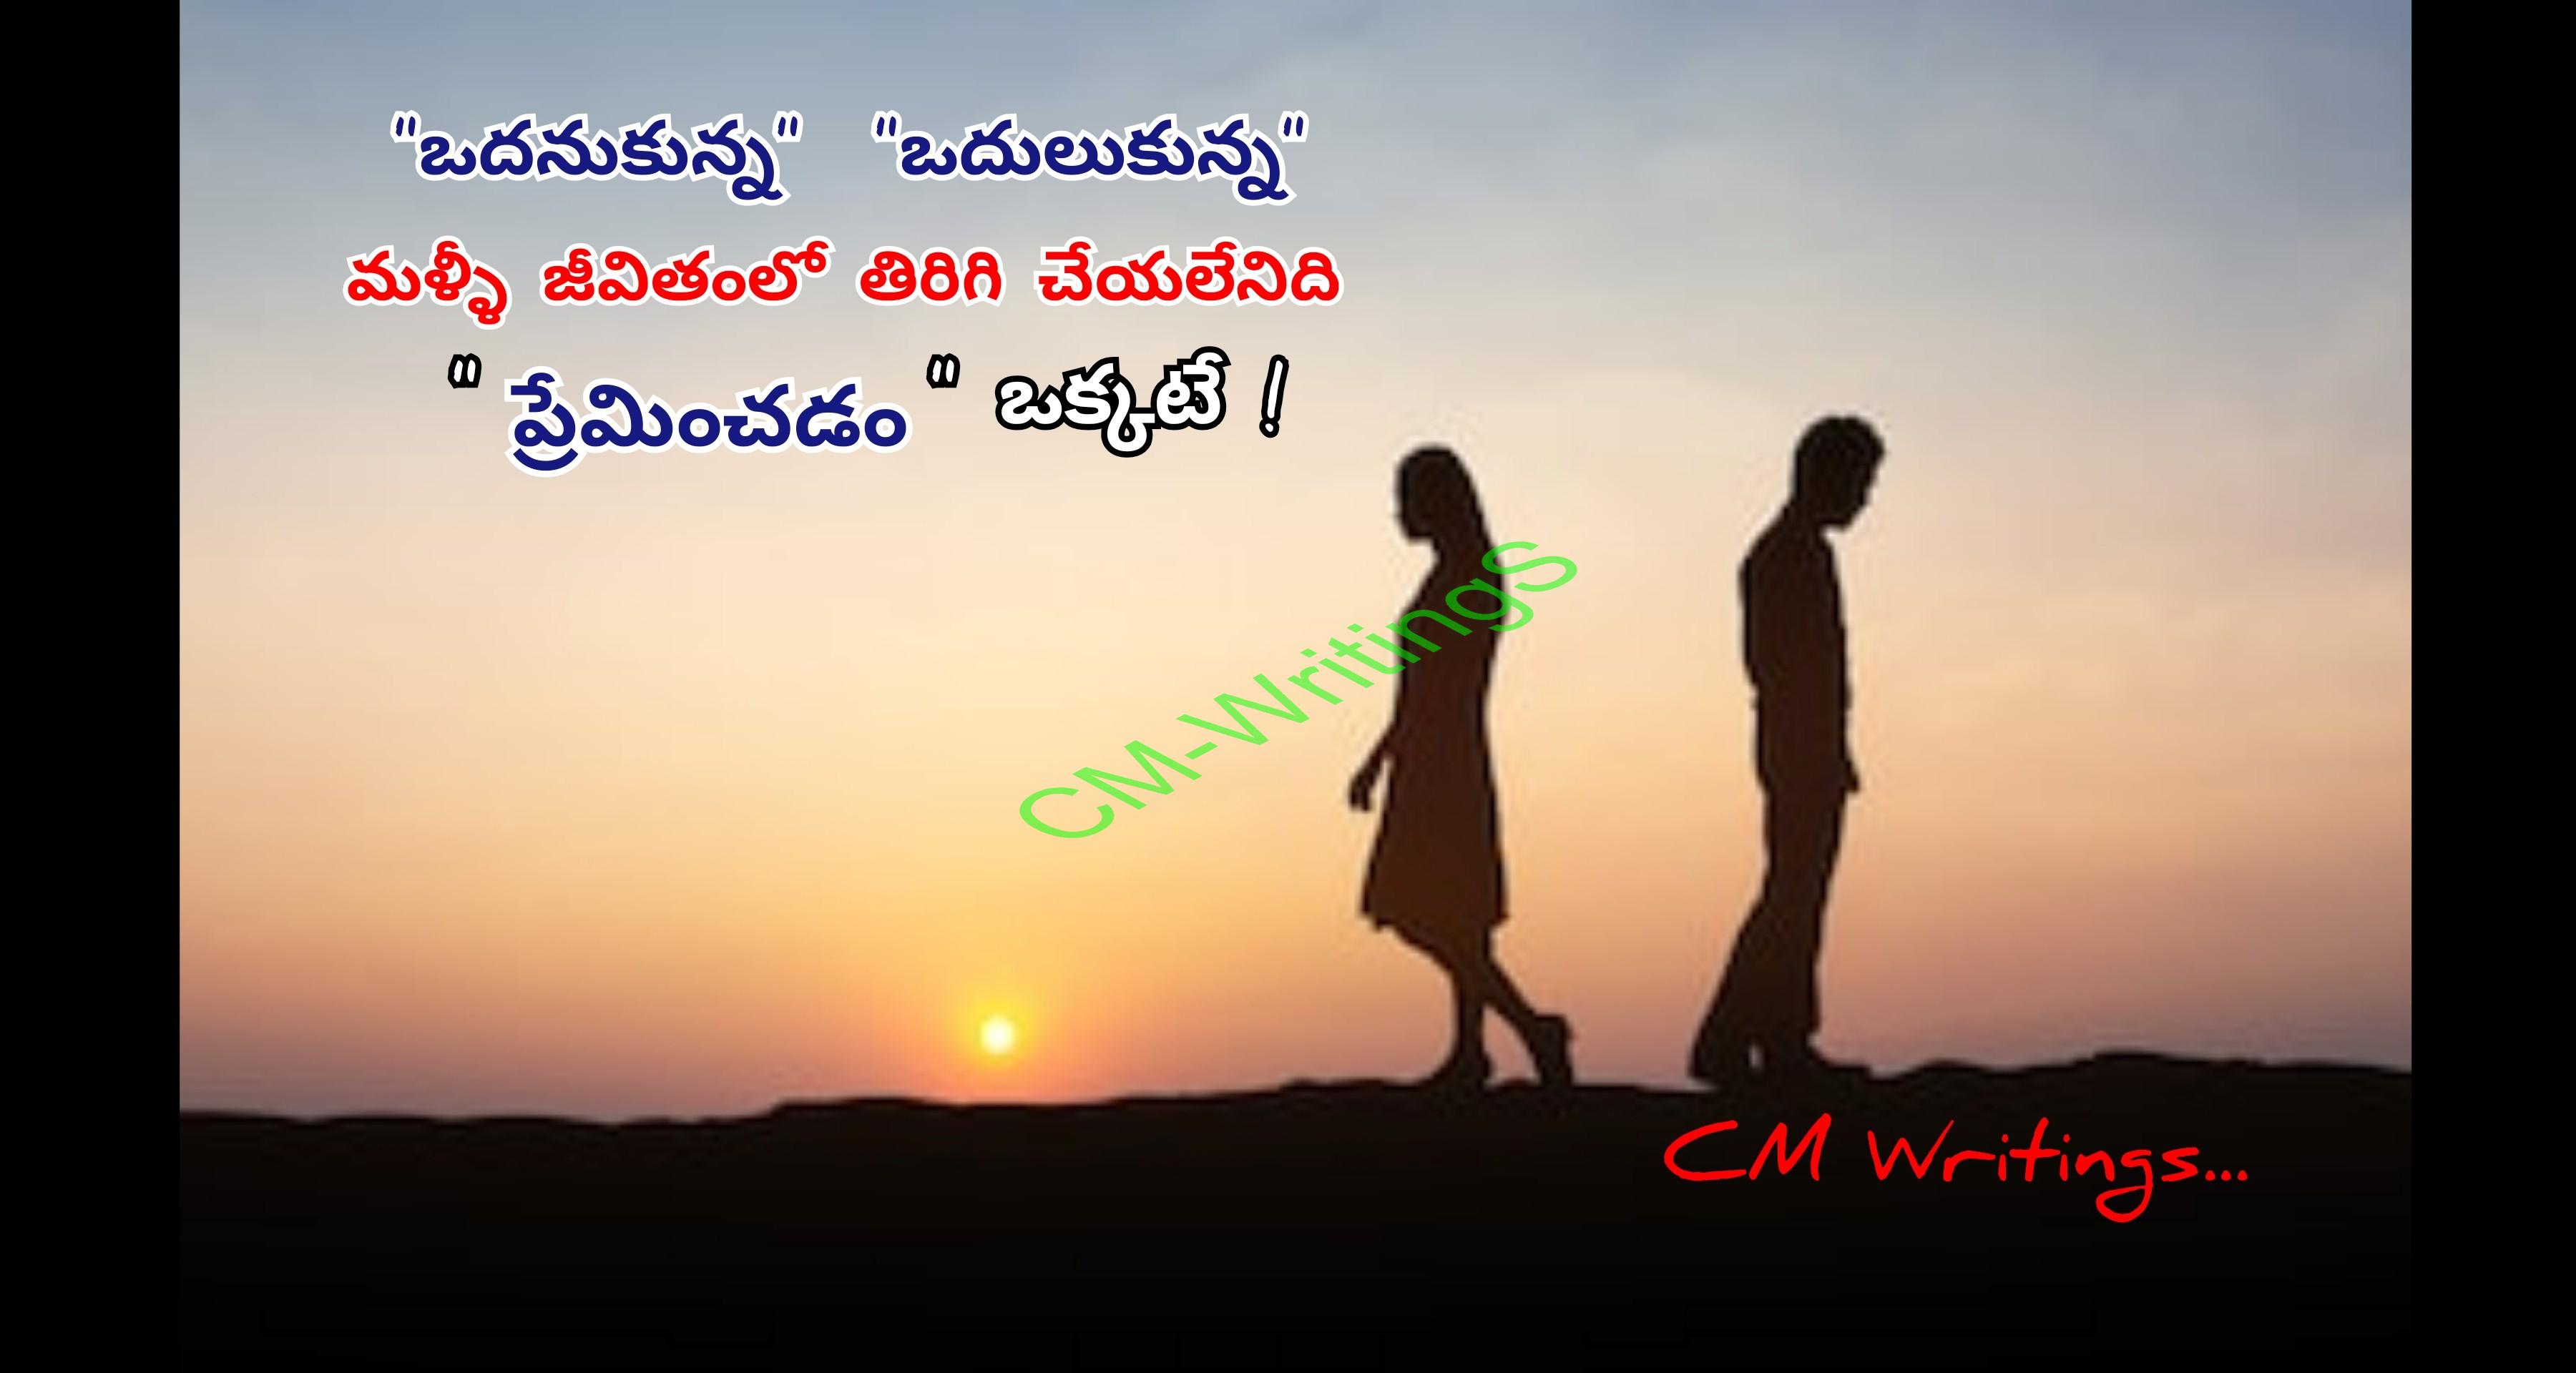 "ఒదనుకున్న" "ఒదులుకున్న"
మళ్ళీ జీవితంలో తిరిగి చేయలేనిది
" ప్రేమించడం " ఒక్కటే !
CM-WritingS
CM Writings...